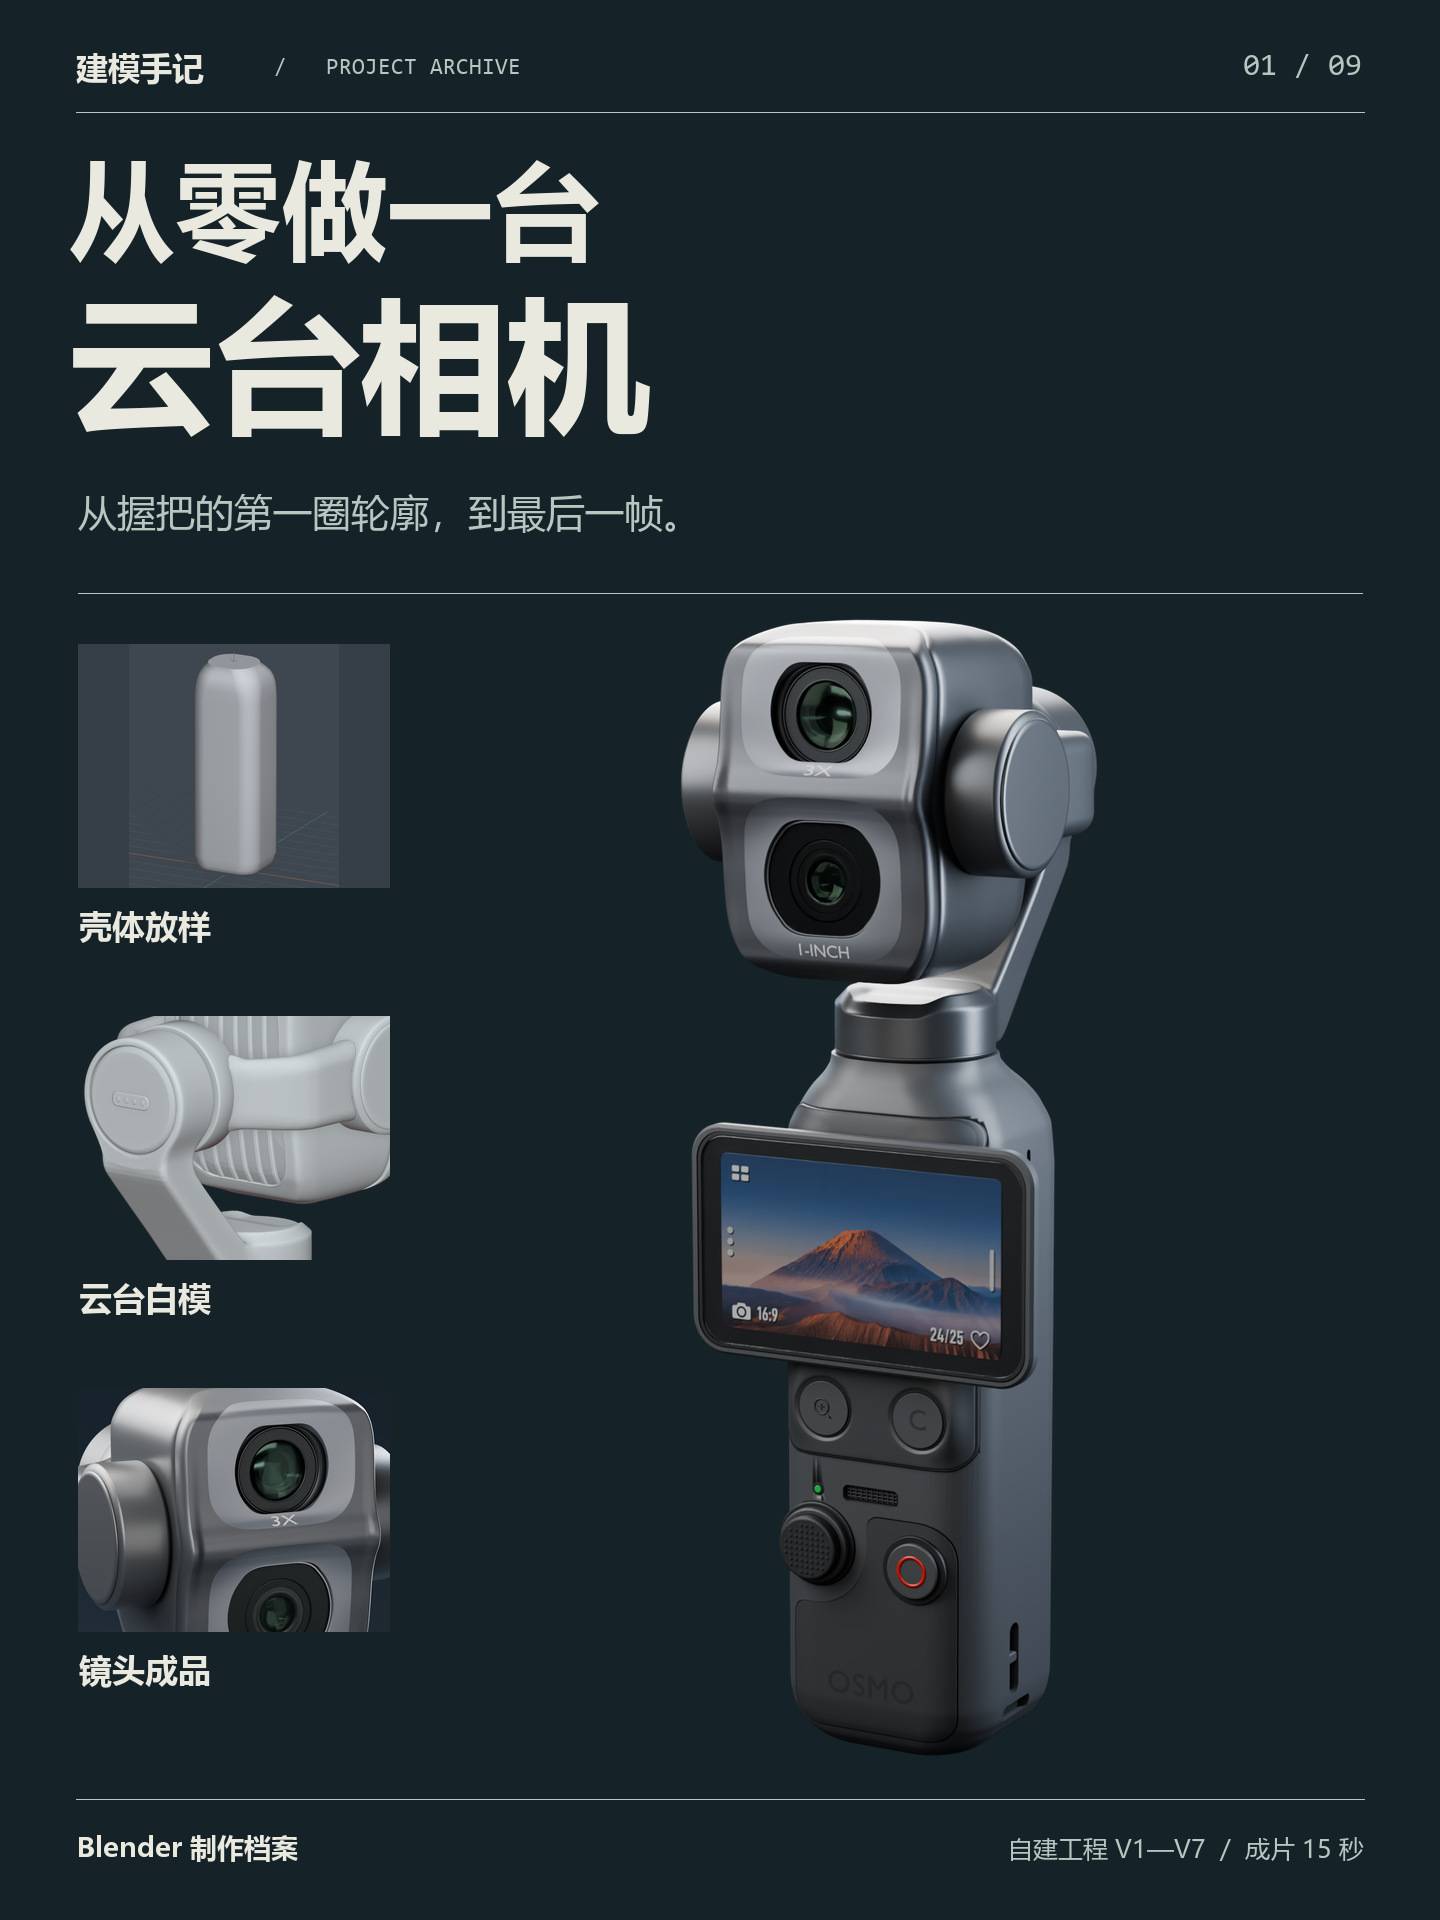 建模手记 / PROJECT ARCHIVE 01 / 09
从零做一台
云台相机
从握把的第一圈轮廓，到最后一帧。
3X
1-INCH
16:9
24/25
C
OSMO
壳体放样
云台白模
3X
镜头成品
Blender 制作档案
自建工程 V1—V7 / 成片 15 秒